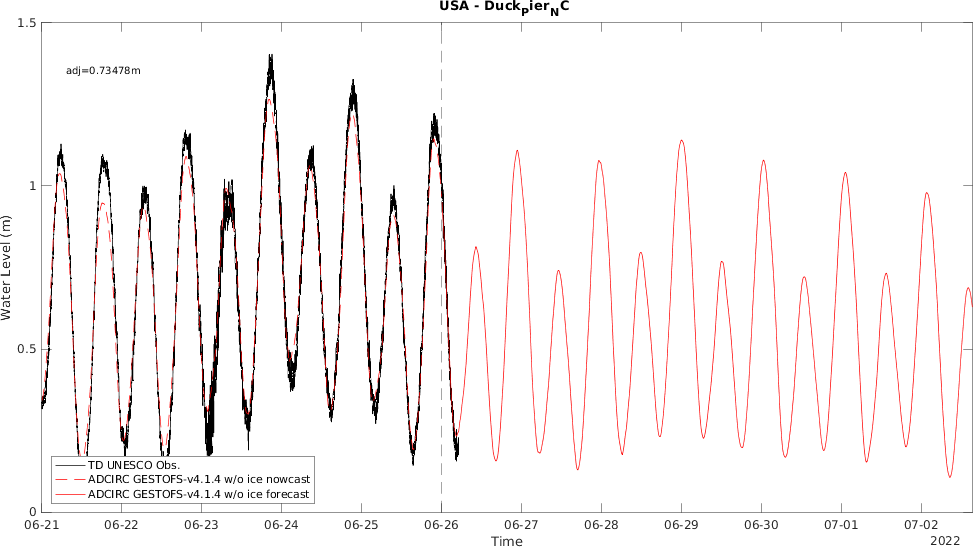 USA - DuckPierNC
1.5
adj=0.73478m
1
Water Level (m)
0.5
TD UNESCO Obs.
ADCIRC GESTOFS-v4.1.4 w/o ice nowcast
ADCIRC GESTOFS-v4.1.4 w/o ice forecast
0
06-21 06-22 06-23 06-24 06-25 06-26 06-27 06-28 06-29 06-30 07-01 07-02
Time
2022